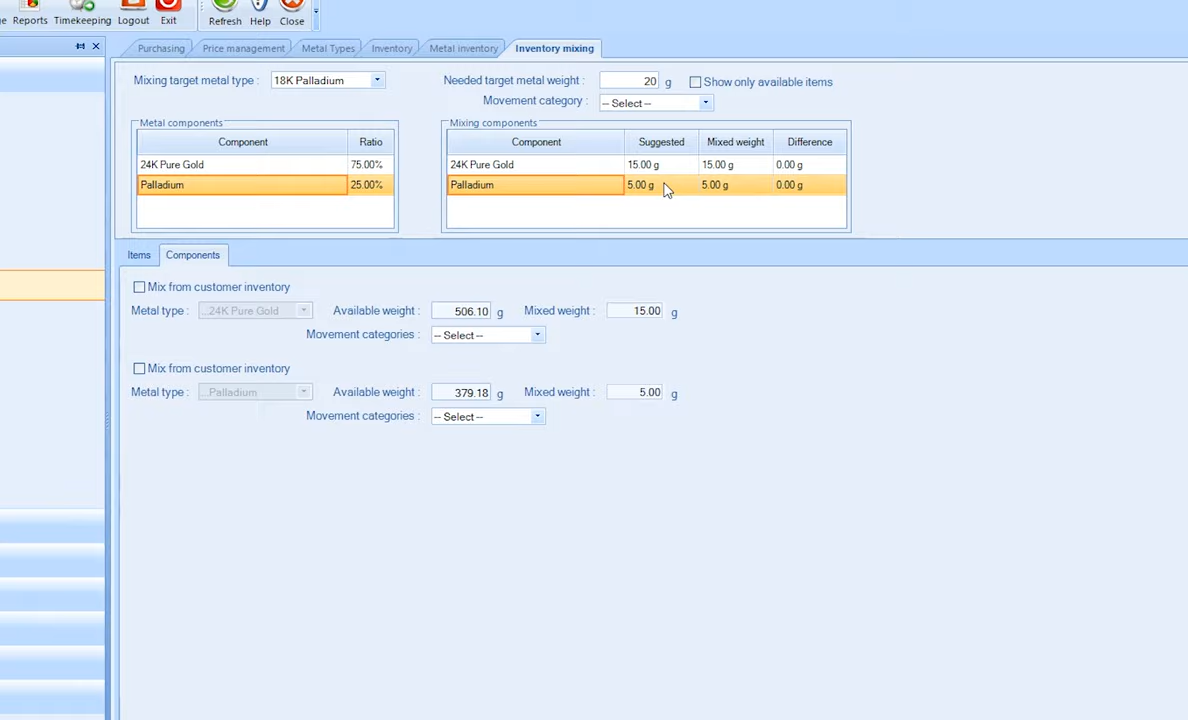 Reports Timekeeping Logout Exit Refresh Help Close
Purchasing Price management Metal Types Inventory Metal inventory Inventory mixing
Mixing target metal type : 18K Palladium Needed target metal weight : 20 g Show only available items
Movement category : -- Select --
Metal components Mixing components
Component Ratio Component Suggested Mixed weight Difference
24K Pure Gold 75.00% 24K Pure Gold 15.00 g 15.00 g 0.00 g
Palladium 25.00% Palladium 5.00 g 5.00 g 0.00 g
Items Components
Mix from customer inventory
Metal type : ...24K Pure Gold Available weight : 506.10 g Mixed weight : 15.00 g
Movement categories : -- Select --
Mix from customer inventory
Metal type : ...Palladium Available weight : 379.18 g Mixed weight : 5.00 g
Movement categories : -- Select --